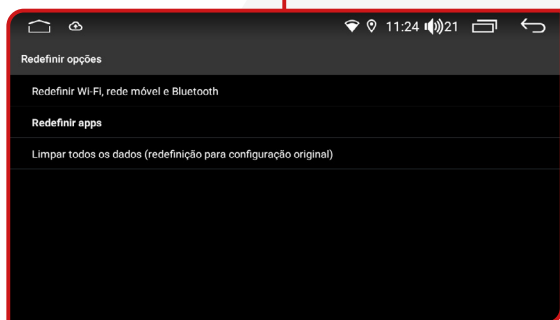 11:24 21
Redefinir opções
Redefinir Wi-Fi, rede móvel e Bluetooth
Redefinir apps
Limpar todos os dados (redefinição para configuração original)